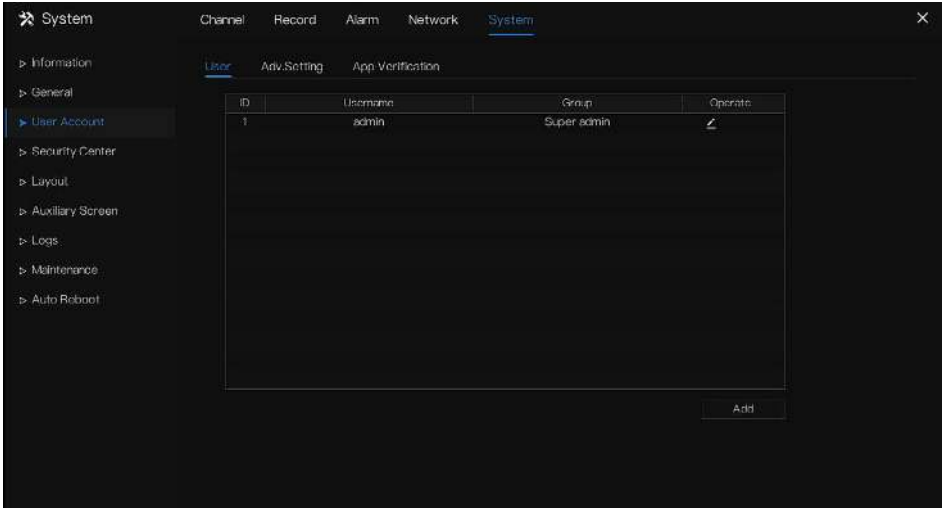 System Channel Record Alarm Network System
Information
User Adv.Setting App Verification
General
ID Username Group Operate
User Account
1 admin Super admin
Security Center
Layout
Auxiliary Screen
Logs
Maintenance
Auto Reboot
Add